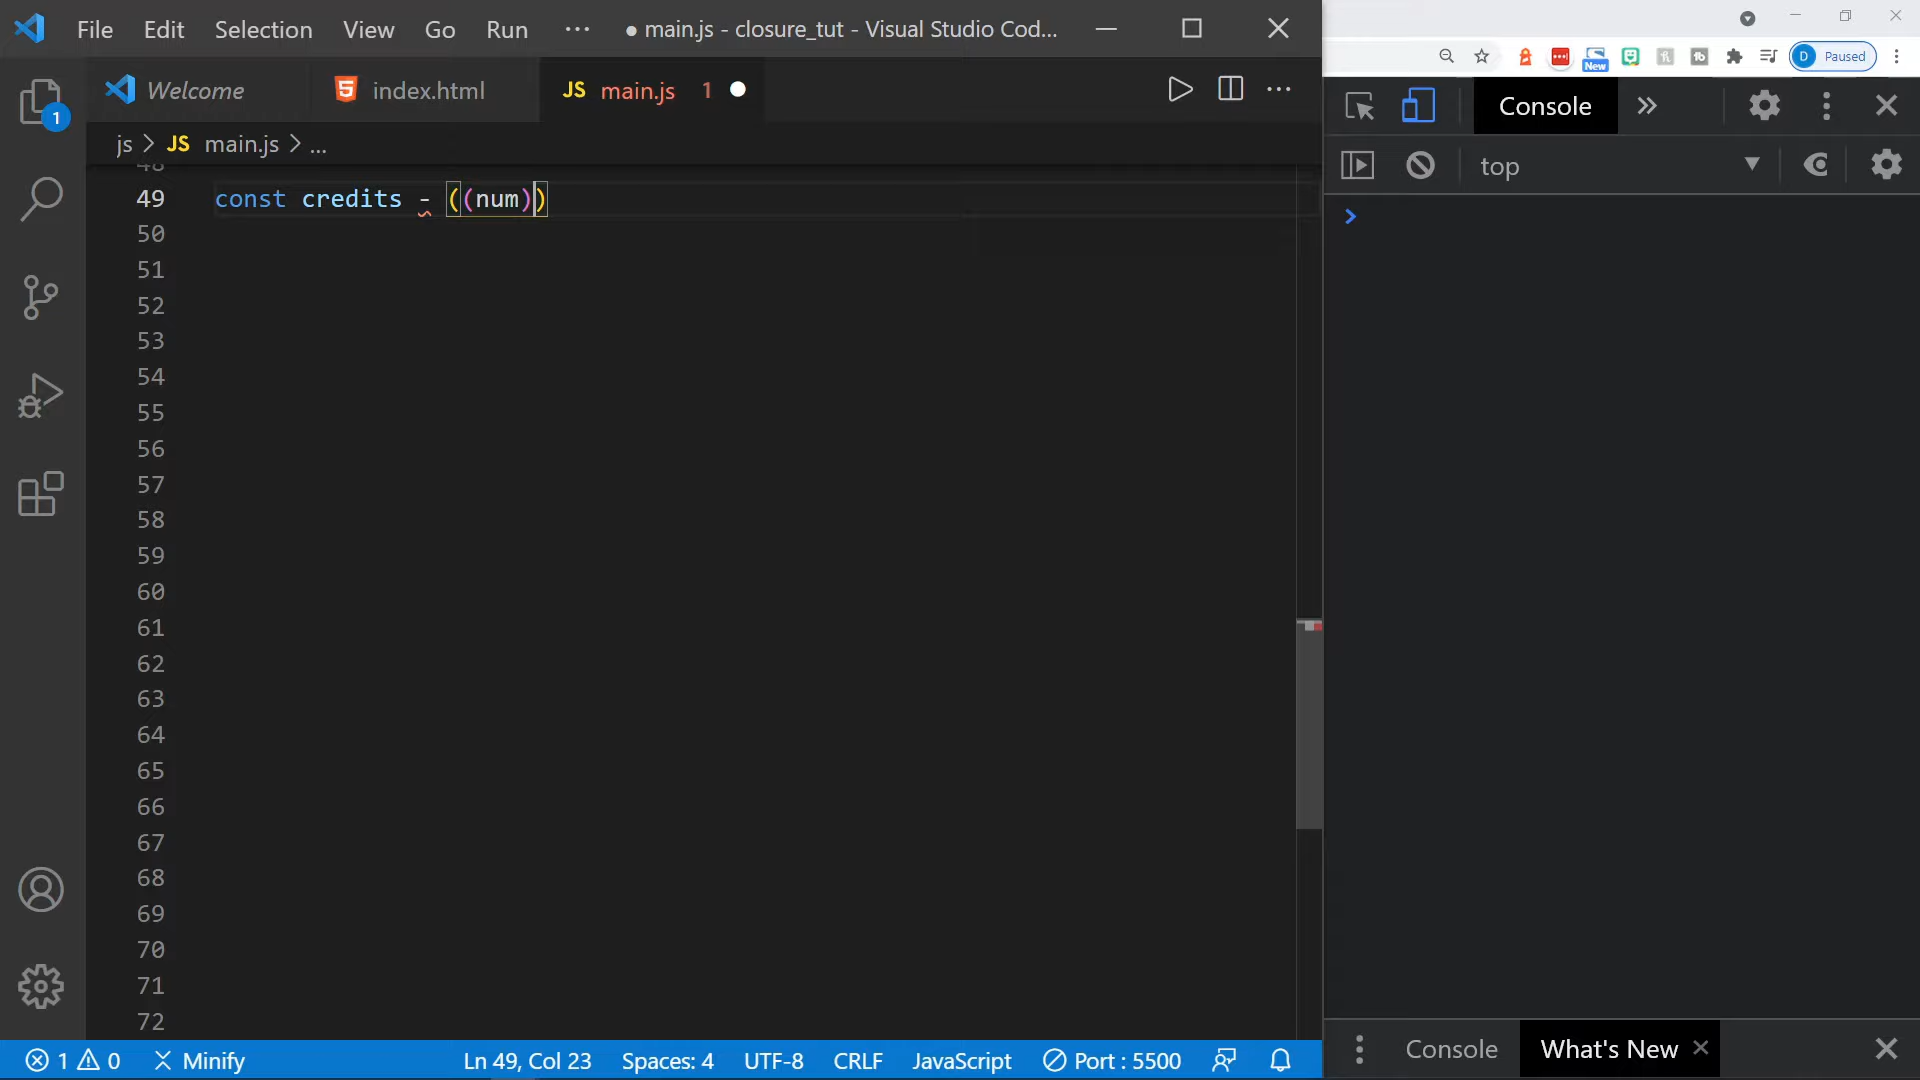 File Edit Selection View Go Run ··· ● main.js - closure_tut - Visual Studio Cod...
Welcome index.html JS main.js 1
js > JS main.js > ...
1
48
49 const credits - ((num))
50
51
52
53
54
55
56
57
58
59
60
61
62
63
64
65
66
67
68
69
70
71
72
1 0 Minify Ln 49, Col 23 Spaces: 4 UTF-8 CRLF JavaScript Port : 5500
New D Paused
Console
top
Console What's New